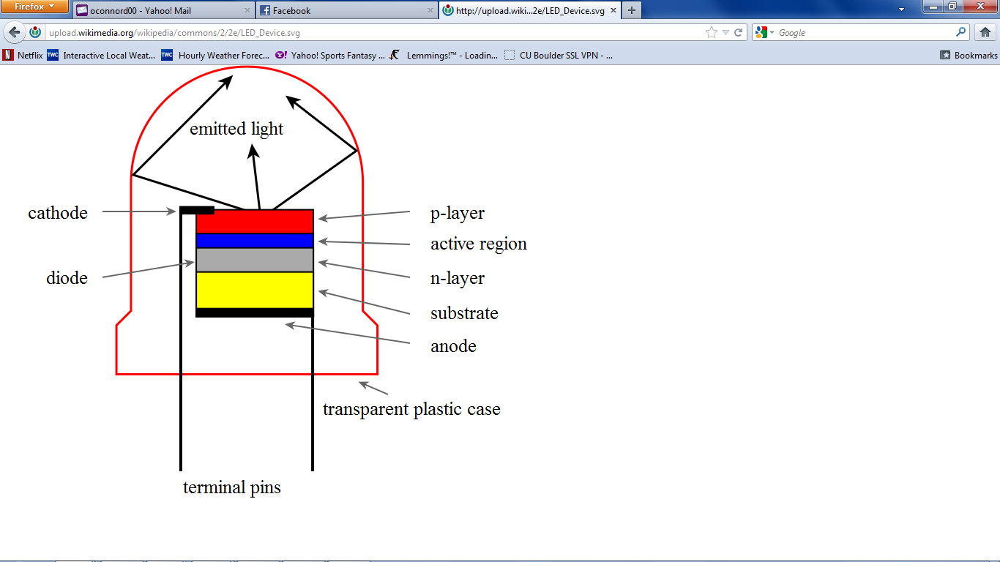 Firefox
oconnord00 - Yahoo! Mail
Facebook
http://upload.wiki...2e/LED_Device.svg
upload.wikimedia.org/wikipedia/commons/2/2e/LED_Device.svg
Google
Netflix
Interactive Local Weat...
Hourly Weather Forec...
Yahoo! Sports Fantasy ...
Lemmings!™ - Loadin...
CU Boulder SSL VPN - ...
Bookmarks
emitted light
cathode
p-layer
active region
diode
n-layer
substrate
anode
transparent plastic case
terminal pins